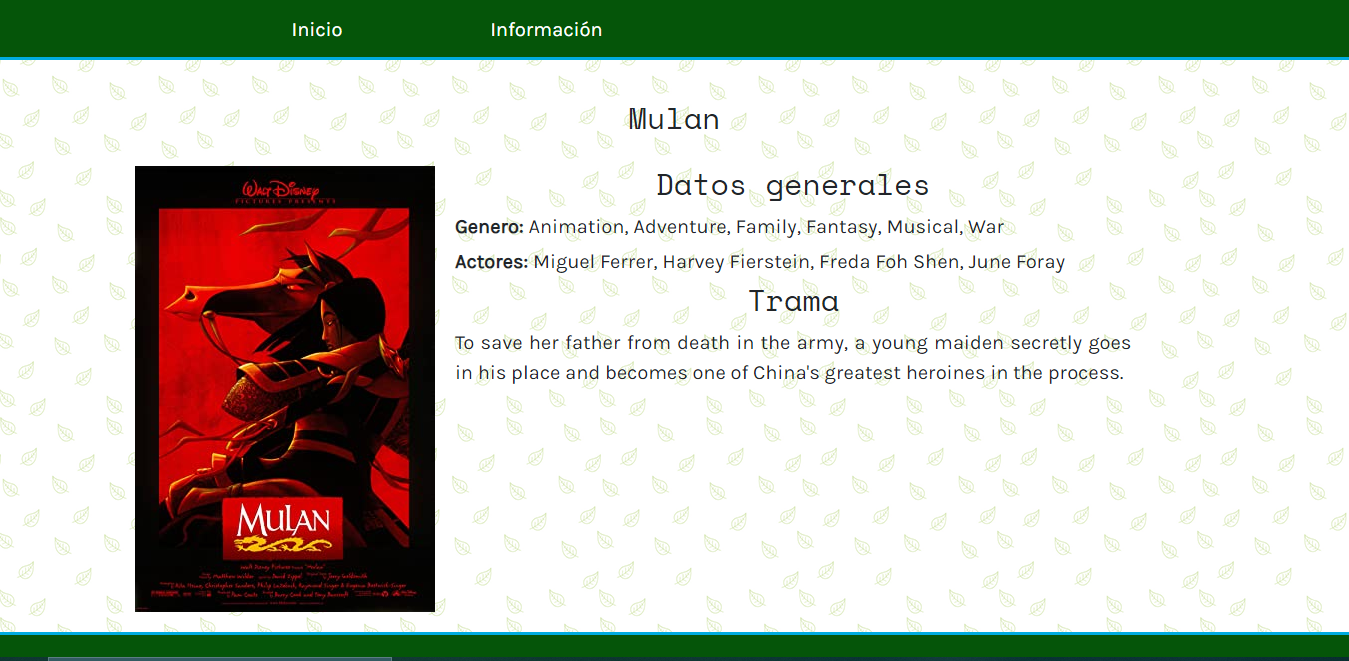 Inicio Información
Mulan
WALT DISNEY
PICTURES PRESENTS
MULAN
Datos generales
Genero: Animation, Adventure, Family, Fantasy, Musical, War
Actores: Miguel Ferrer, Harvey Fierstein, Freda Foh Shen, June Foray
Trama
To save her father from death in the army, a young maiden secretly goes
in his place and becomes one of China's greatest heroines in the process.